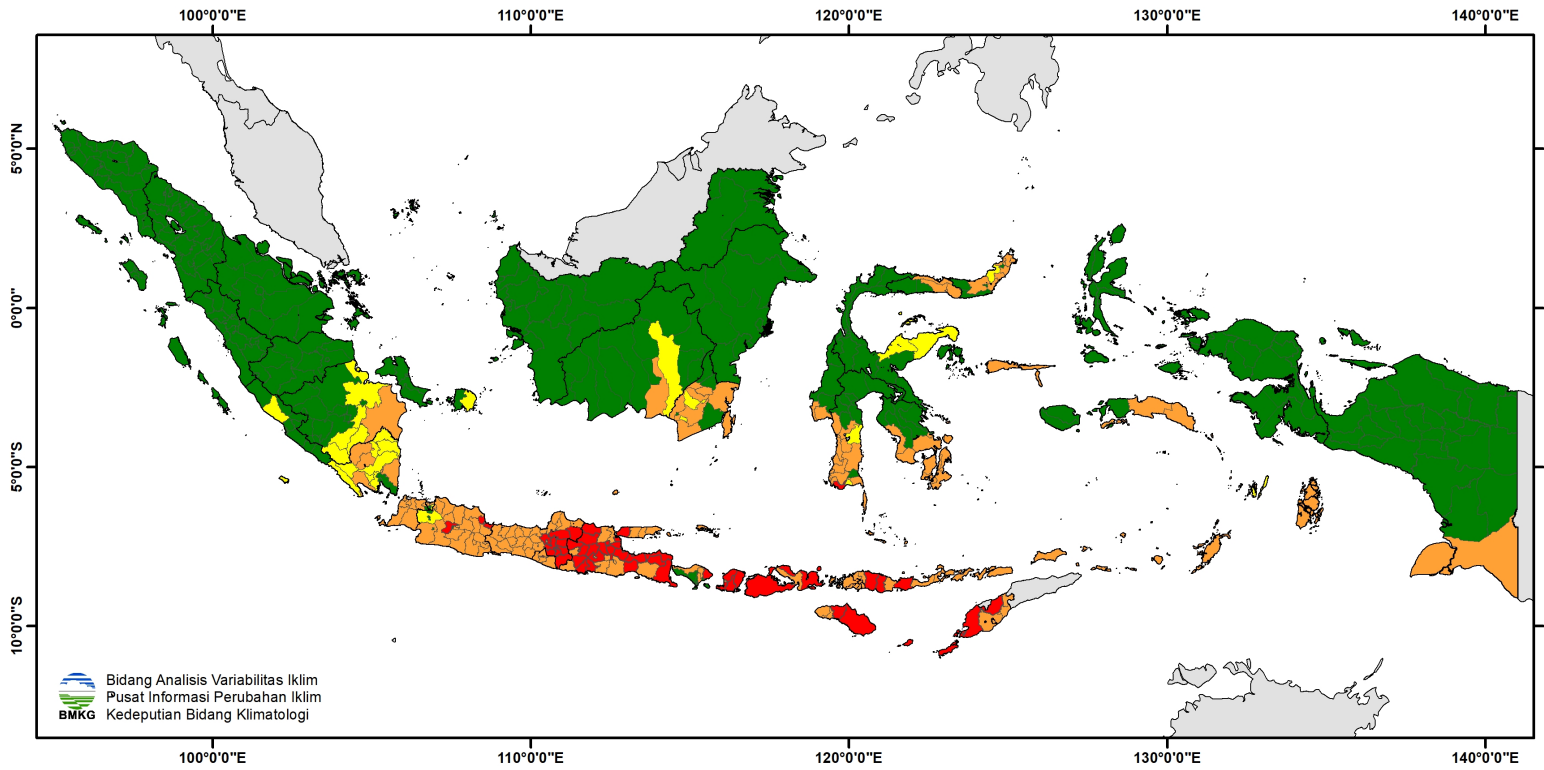 100°0'0"E 110°0'0"E 120°0'0"E 130°0'0"E 140°0'0"E
5°0'0"N
0°0'0"
5°0'0"S
10°0'0"S
Bidang Analisis Variabilitas Iklim
Pusat Informasi Perubahan Iklim
BMKG Kedeputian Bidang Klimatologi
100°0'0"E 110°0'0"E 120°0'0"E 130°0'0"E 140°0'0"E